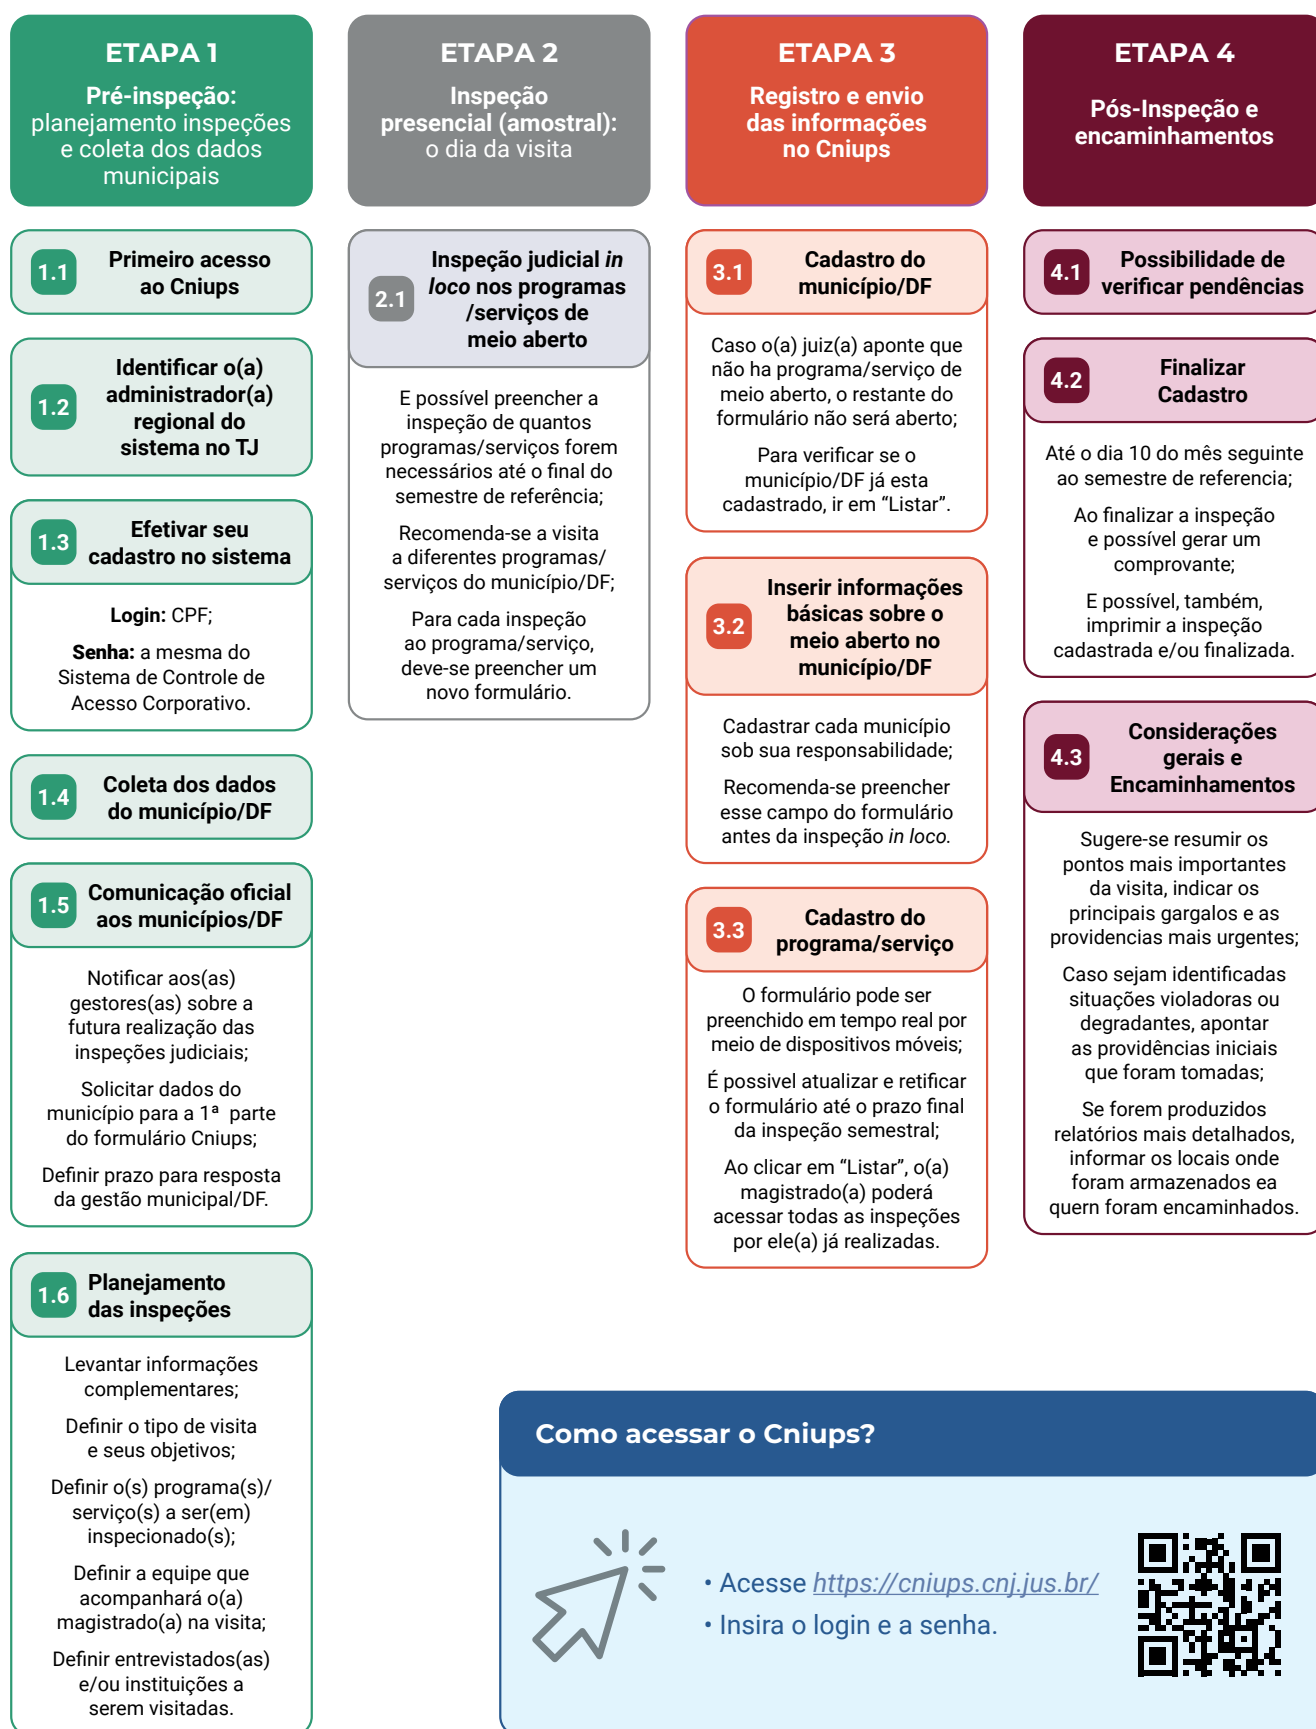 ETAPA 1
Pré-inspeção:
planejamento inspeções
e coleta dos dados
municipais
1.1
Primeiro acesso
ao Cniups
1.2
Identificar o(a)
administrador(a)
regional do
sistema no TJ
1.3
Efetivar seu
cadastro no sistema
Login: CPF;
Senha: a mesma do
Sistema de Controle de
Acesso Corporativo.
1.4
Coleta dos dados
do município/DF
1.5
Comunicação oficial
aos municípios/DF
Notificar aos(as)
gestores(as) sobre a
futura realização das
inspeções judiciais;
Solicitar dados do
município para a 1ª parte
do formulário Cniups;
Definir prazo para resposta
da gestão municipal/DF.
1.6
Planejamento
das inspeções
Levantar informações
complementares;
Definir o tipo de visita
e seus objetivos;
Definir o(s) programa(s)/
serviço(s) a ser(em)
inspecionado(s);
Definir a equipe que
acompanhará o(a)
magistrado(a) na visita;
Definir entrevistados(as)
e/ou instituições a
serem visitadas.
ETAPA 2
Inspeção
presencial (amostral):
o dia da visita
2.1
Inspeção judicial in
loco nos programas
/serviços de
meio aberto
E possível preencher a
inspeção de quantos
programas/serviços forem
necessários até o final do
semestre de referência;
Recomenda-se a visita
a diferentes programas/
serviços do município/DF;
Para cada inspeção
ao programa/serviço,
deve-se preencher um
novo formulário.
ETAPA 3
Registro e envio
das informações
no Cniups
3.1
Cadastro do
município/DF
Caso o(a) juiz(a) aponte que
não ha programa/serviço de
meio aberto, o restante do
formulário não será aberto;
Para verificar se o
município/DF já esta
cadastrado, ir em “Listar”.
3.2
Inserir informações
básicas sobre o
meio aberto no
município/DF
Cadastrar cada município
sob sua responsabilidade;
Recomenda-se preencher
esse campo do formulário
antes da inspeção in loco.
3.3
Cadastro do
programa/serviço
O formulário pode ser
preenchido em tempo real por
meio de dispositivos móveis;
É possivel atualizar e retificar
o formulário até o prazo final
da inspeção semestral;
Ao clicar em “Listar”, o(a)
magistrado(a) poderá
acessar todas as inspeções
por ele(a) já realizadas.
ETAPA 4
Pós-Inspeção e
encaminhamentos
4.1
Possibilidade de
verificar pendências
4.2
Finalizar
Cadastro
Até o dia 10 do mês seguinte
ao semestre de referencia;
Ao finalizar a inspeção
e possível gerar um
comprovante;
E possível, também,
imprimir a inspeção
cadastrada e/ou finalizada.
4.3
Considerações
gerais e
Encaminhamentos
Sugere-se resumir os
pontos mais importantes
da visita, indicar os
principais gargalos e as
providencias mais urgentes;
Caso sejam identificadas
situações violadoras ou
degradantes, apontar
as providências iniciais
que foram tomadas;
Se forem produzidos
relatórios mais detalhados,
informar os locais onde
foram armazenados ea
quern foram encaminhados.
Como acessar o Cniups?
• Acesse https://cniups.cnj.jus.br/
• Insira o login e a senha.